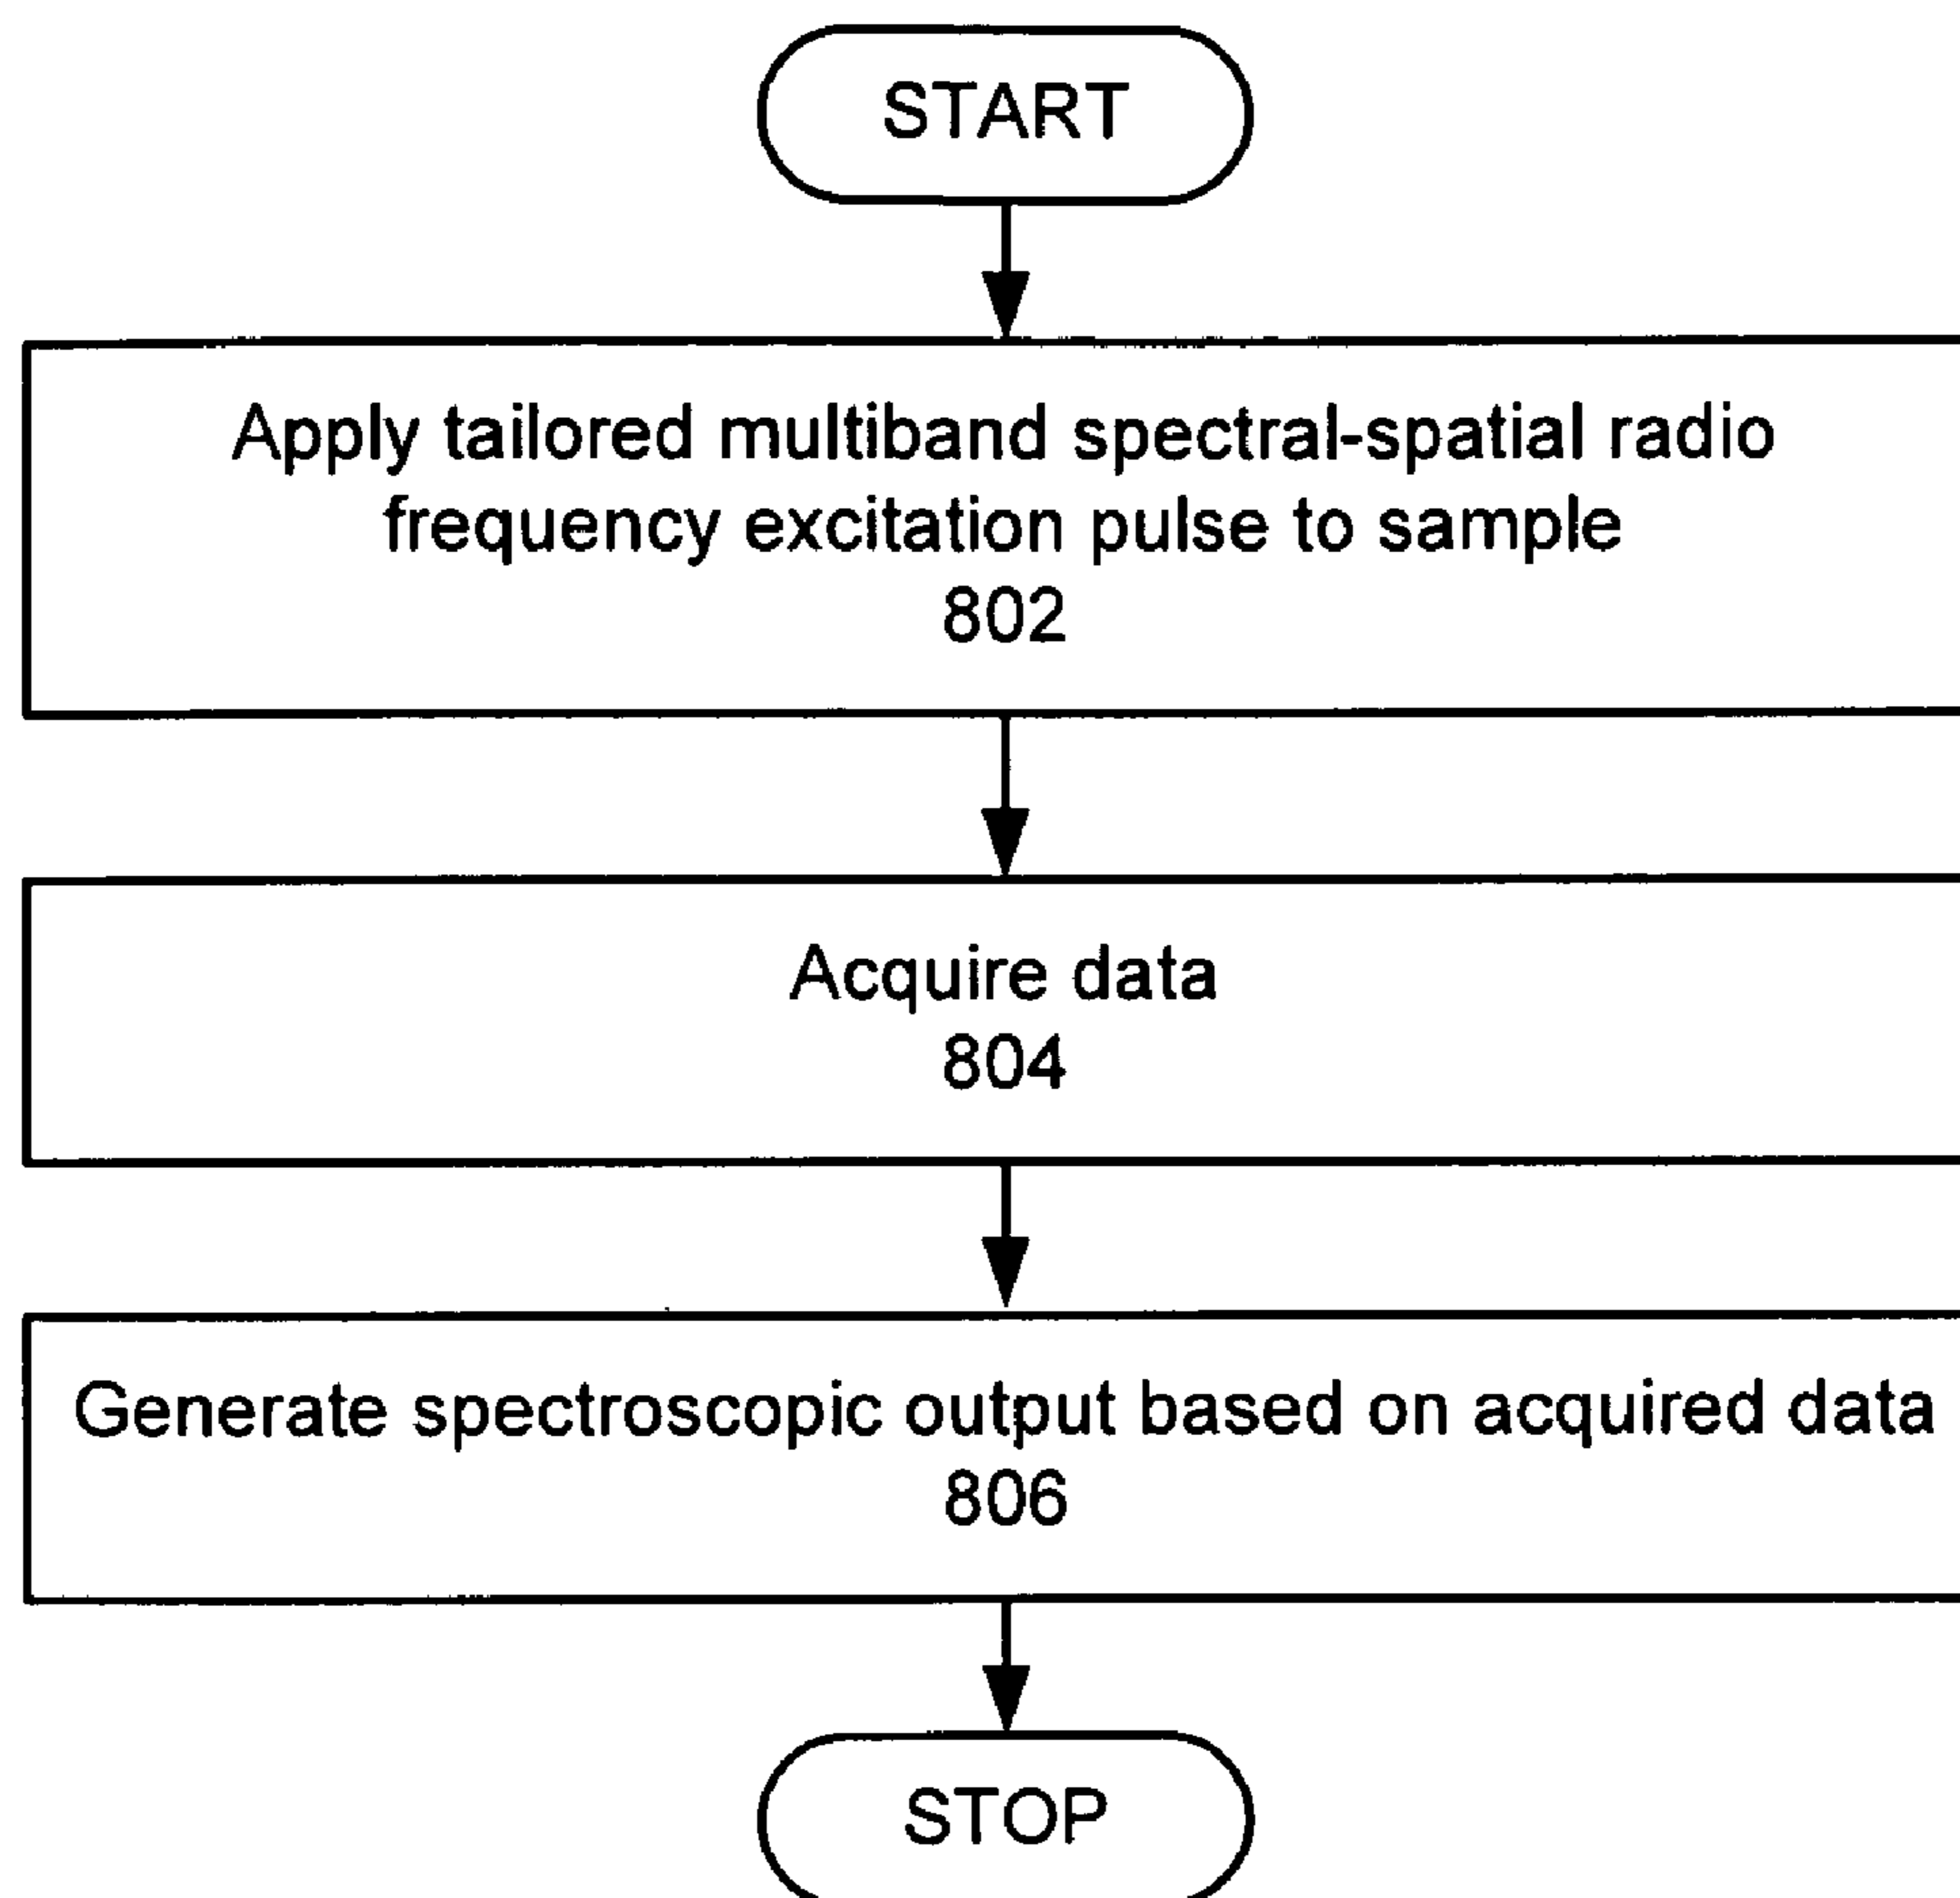 START
Apply tailored multiband spectral-spatial radio
frequency excitation pulse to sample
802
Acquire data
804
Generate spectroscopic output based on acquired data
806
STOP